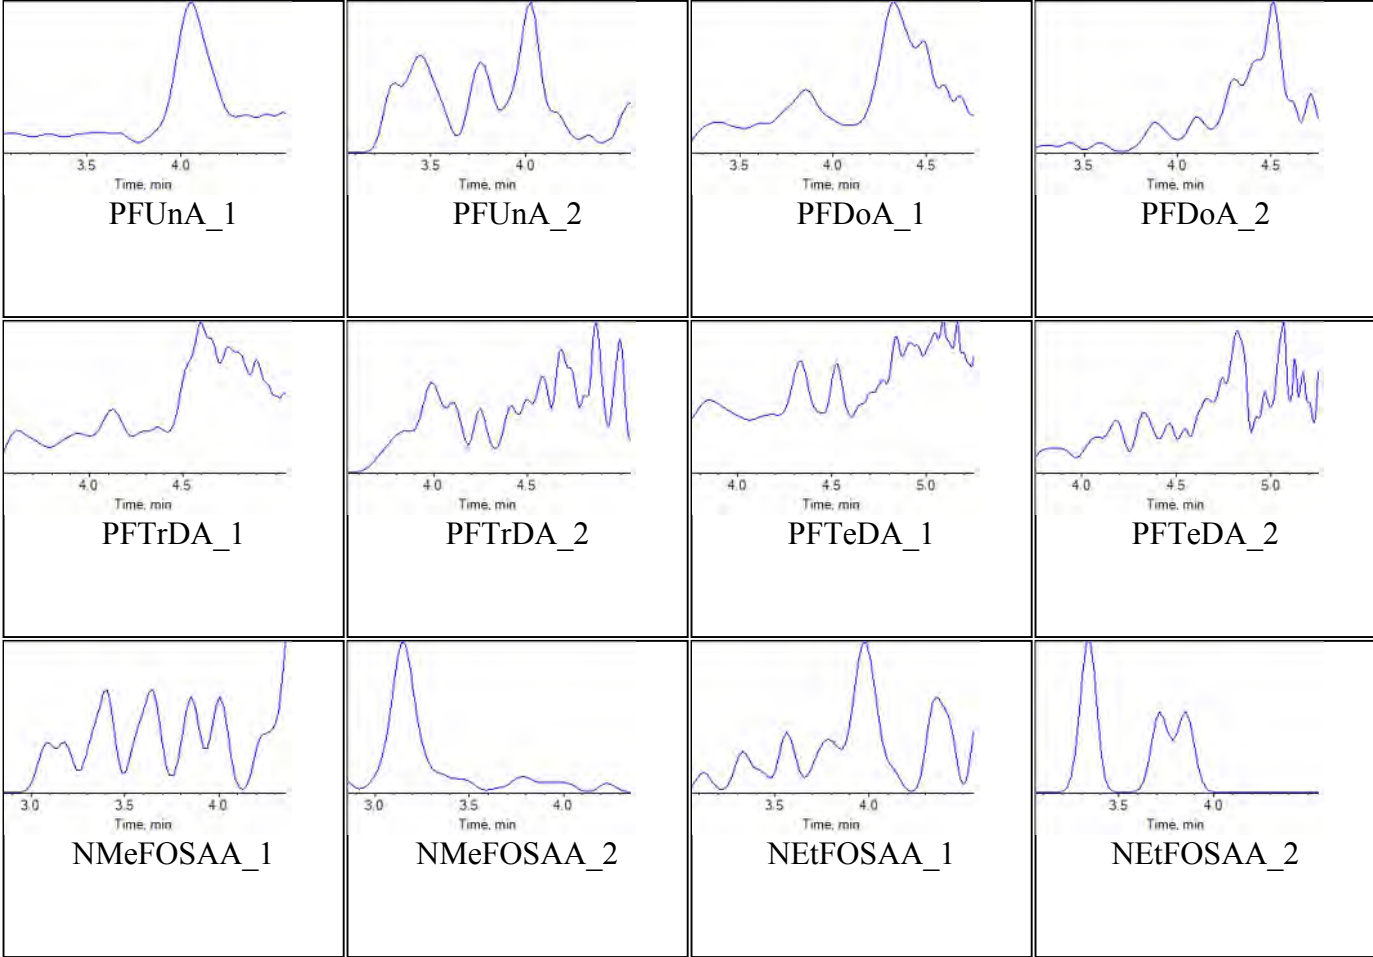 3.5 4.0
Time, min
PFUnA_1
3.5 4.0
Time, min
PFUnA_2
3.5 4.0 4.5
Time, min
PFDoA_1
3.5 4.0 4.5
Time, min
PFDoA_2
4.0 4.5
Time, min
PFTrDA_1
4.0 4.5
Time, min
PFTrDA_2
4.0 4.5 5.0
Time, min
PFTeDA_1
4.0 4.5 5.0
Time, min
PFTeDA_2
3.0 3.5 4.0
Time, min
NMeFOSAA_1
3.0 3.5 4.0
Time, min
NMeFOSAA_2
3.5 4.0
Time, min
NEtFOSAA_1
3.5 4.0
Time, min
NEtFOSAA_2